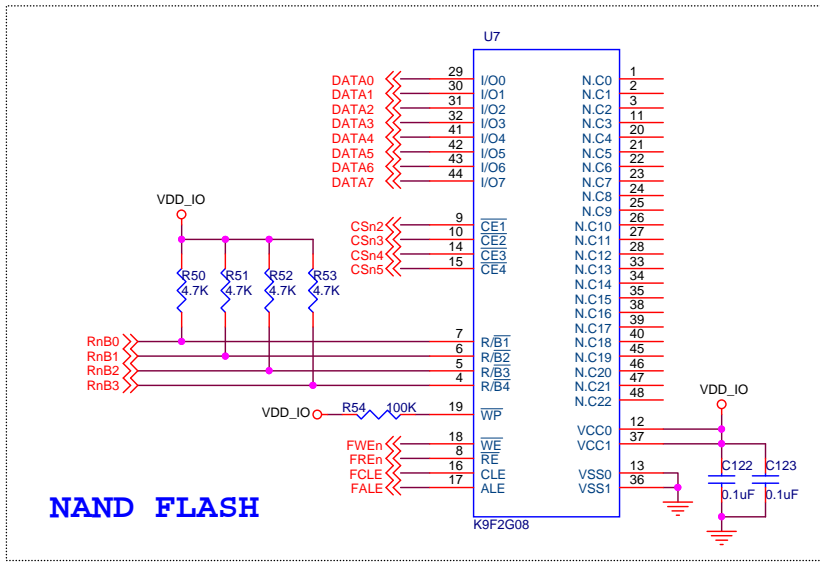 U7
DATA0 29 I/O0 N.C0 1
DATA1 30 I/O1 N.C1 2
DATA2 31 I/O2 N.C2 3
DATA3 32 I/O3 N.C3 11
DATA4 41 I/O4 N.C4 20
DATA5 42 I/O5 N.C5 21
DATA6 43 I/O6 N.C6 22
DATA7 44 I/O7 N.C7 23
N.C8 24
VDD_IO
N.C9 25
CSn2 9 CE1 N.C10 26
CSn3 10 CE2 N.C11 27
CSn4 14 CE3 N.C12 28
CSn5 15 CE4 N.C13 33
R50 R51 R52 R53 N.C14 34
4.7K 4.7K 4.7K 4.7K N.C15 35
N.C16 38
N.C17 39
RnB0 7 R/B1 N.C18 40
RnB1 6 R/B2 N.C19 45
RnB2 5 R/B3 N.C20 46
RnB3 4 R/B4 N.C21 47
N.C22 48
VDD_IO
VDD_IO R54 100K 19 WP
VCC0 12
FWEn 18 WE VCC1 37
FREn 8 RE
FCLE 16 CLE VSS0 13 C122 C123
FALE 17 ALE VSS1 36 0.1uF 0.1uF
NAND FLASH
K9F2G08